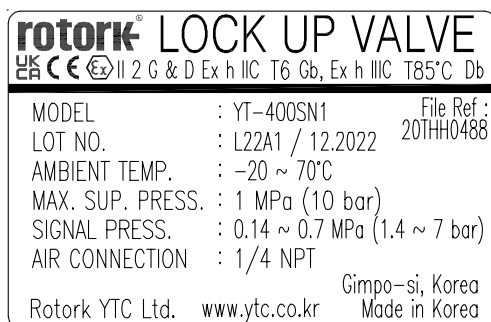 rotork® LOCK UP VALVE
UK CA CE Ex II 2 G & D Ex h IIC T6 Gb, Ex h IIIC T85°C Db
MODEL : YT-400SN1
File Ref : 20THH0488
LOT NO. : L22A1 / 12.2022
AMBIENT TEMP. : -20 ~ 70°C
MAX. SUP. PRESS. : 1 MPa (10 bar)
SIGNAL PRESS. : 0.14 ~ 0.7 MPa (1.4 ~ 7 bar)
AIR CONNECTION : 1/4 NPT
Gimpo-si, Korea
Rotork YTC Ltd. www.ytc.co.kr Made in Korea